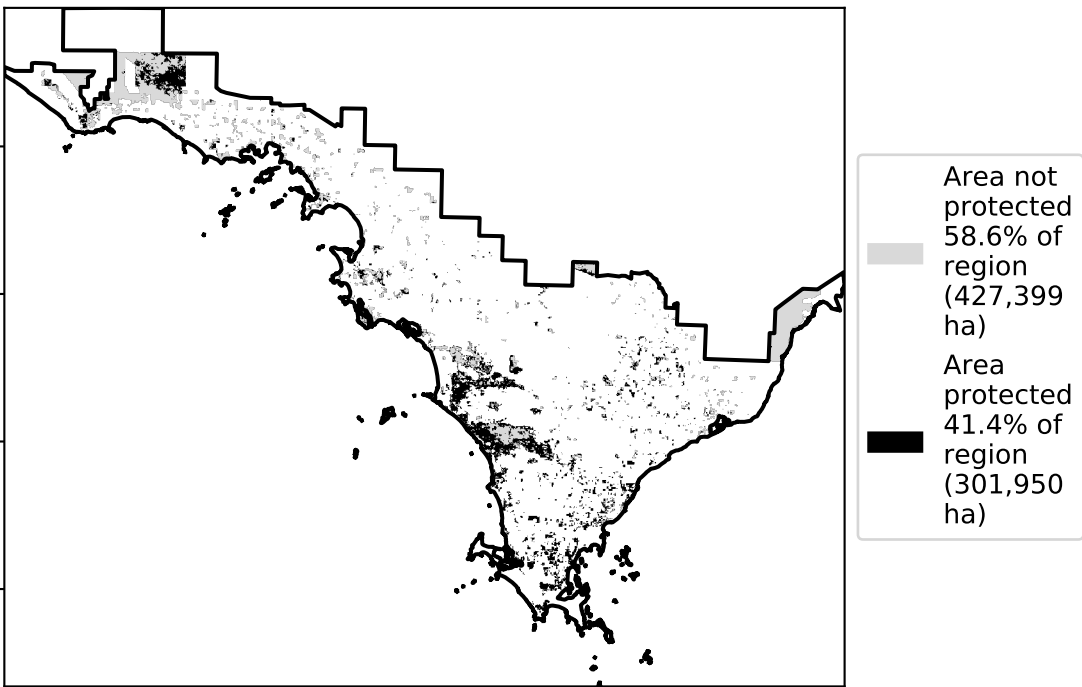 Area not
protected
58.6% of
region
(427,399
ha)
Area
protected
41.4% of
region
(301,950
ha)